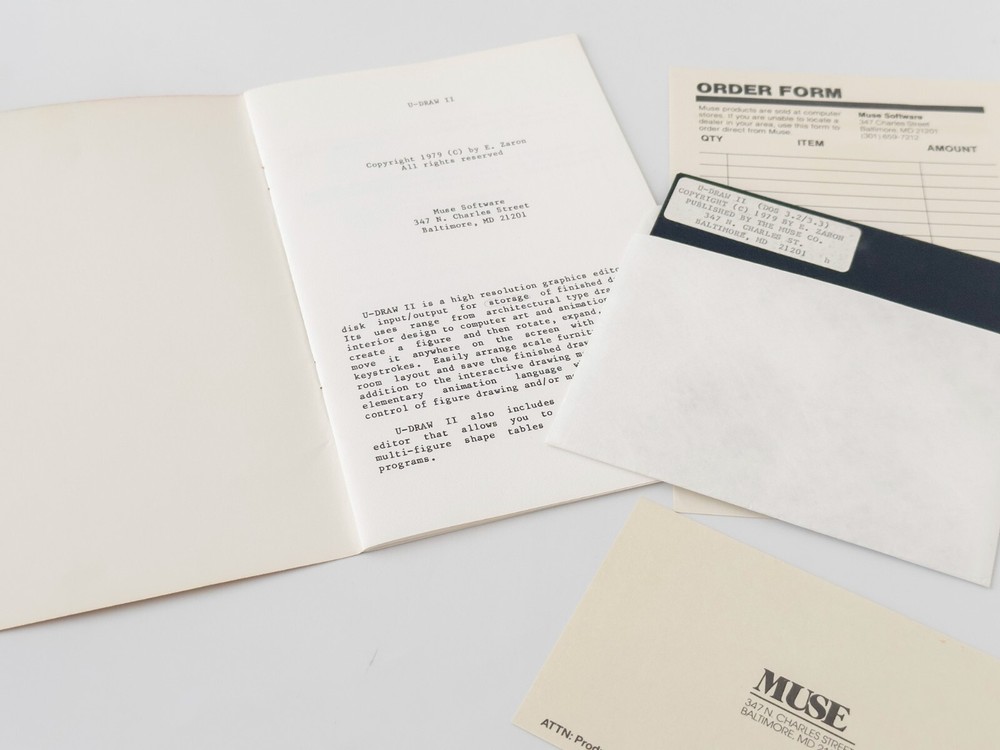 U-DRAW II
Copyright 1979 (C) by E. Zaron
All rights reserved
Muse Software
347 N. Charles Street
Baltimore, MD 21201
U-DRAW II is a high resolution graphics edito
disk input/output for storage of finished d
Its uses range from architectural type dra
interior design to computer art and animation
create a figure and then rotate, expand,
move it anywhere on the screen with
keystrokes. Easily arrange scale furnit
room layout and save the finished draw
addition to the interactive drawing m
elementary animation language
control of figure drawing and/or m
U-DRAW II also includes
editor that allows you to
multi-figure shape tables
programs.
ORDER FORM
Muse products are sold at computer
stores. If you are unable to locate a
dealer in your area, use this form to
order direct from Muse.
Muse Software
347 Charles Street
Baltimore, MD 21201
(301) 659-7212
QTY ITEM AMOUNT
U-DRAW II (DOS 3.2/3.3)
COPYRIGHT (C) 1979 BY E. ZARON
PUBLISHED BY THE MUSE CO.
347 N. CHARLES ST.
BALTIMORE, MD 21201
MUSE
347 N. CHARLES STREET
BALTIMORE, MD
ATTN: Prod